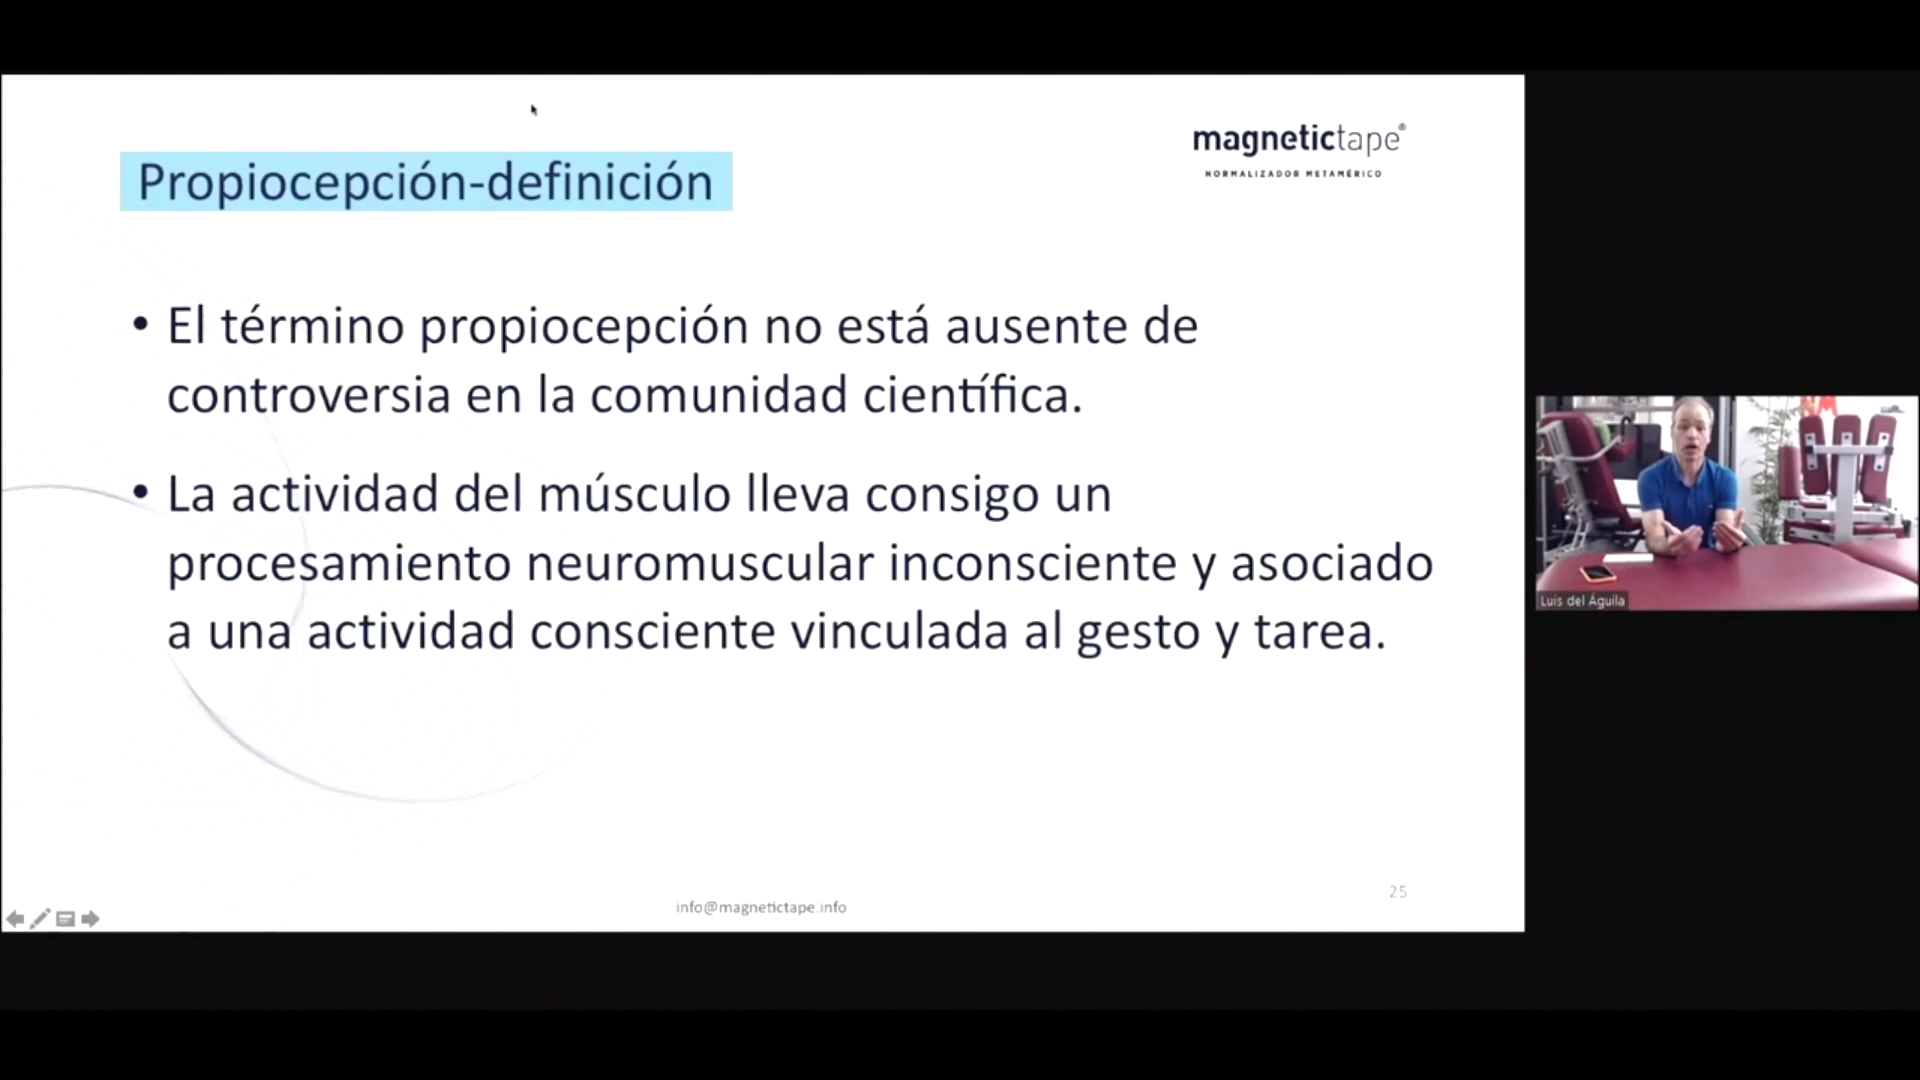 magnetictape®
NORMALIZADOR METAMÉRICO
Propiocepción-definición
• El término propiocepción no está ausente de
controversia en la comunidad científica.
• La actividad del músculo lleva consigo un
procesamiento neuromuscular inconsciente y asociado
a una actividad consciente vinculada al gesto y tarea.
Luis del Águila
25
info@magnetictape.info